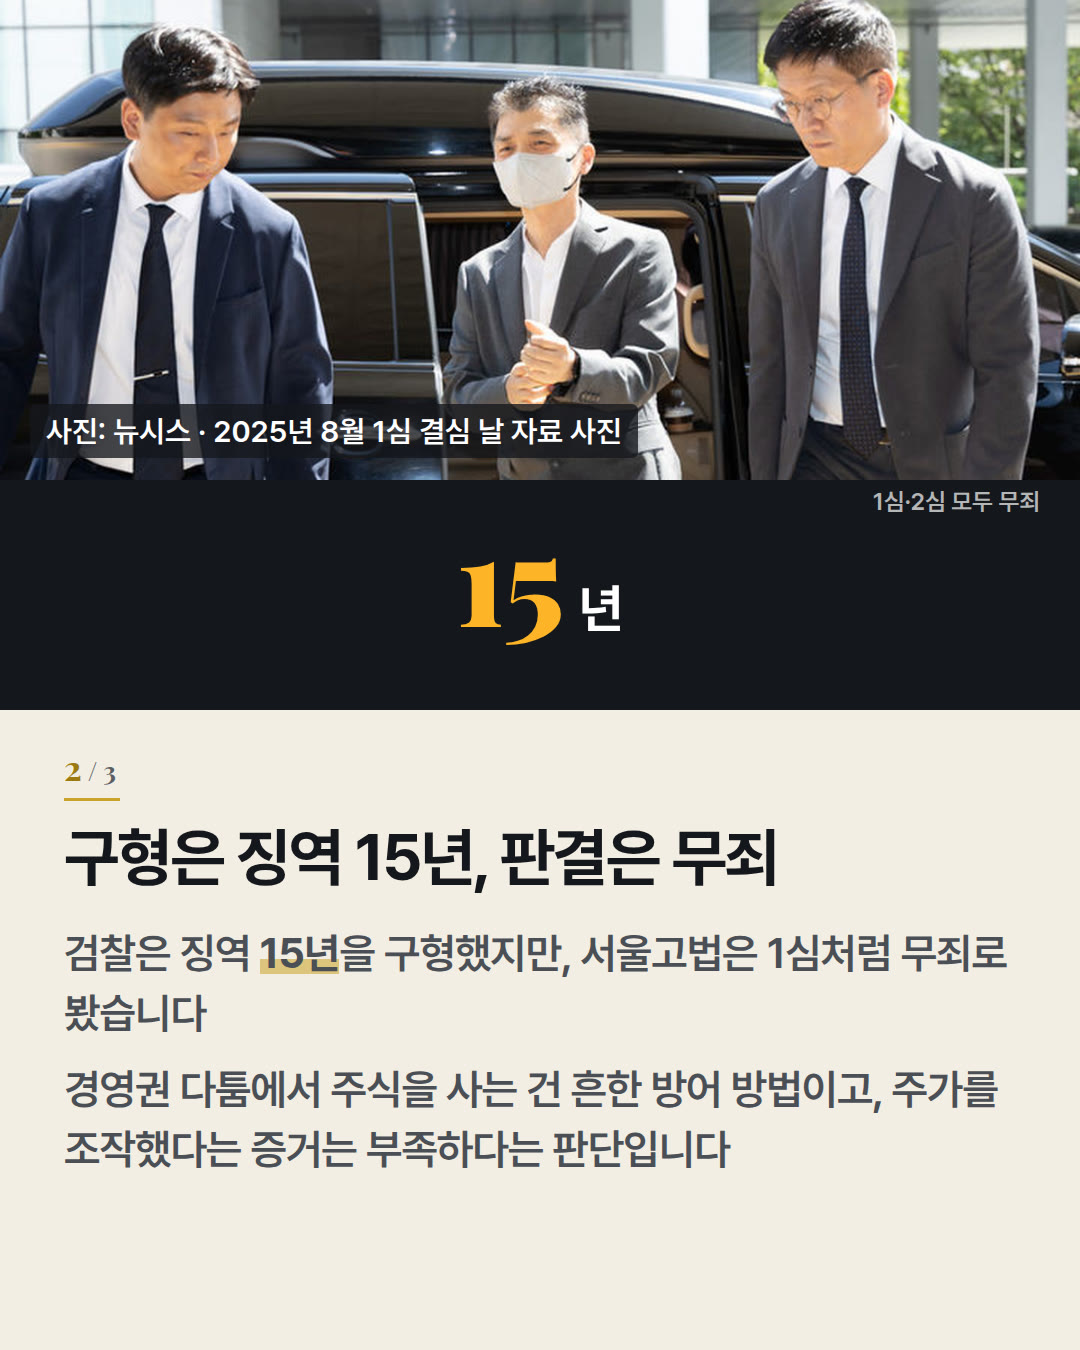 사진: 뉴시스 · 2025년 8월 1심 결심 날 자료 사진
1심·2심 모두 무죄
15 년
2 / 3
구형은 징역 15년, 판결은 무죄
검찰은 징역 15년을 구형했지만, 서울고법은 1심처럼 무죄로
봤습니다
경영권 다툼에서 주식을 사는 건 흔한 방어 방법이고, 주가를
조작했다는 증거는 부족하다는 판단입니다